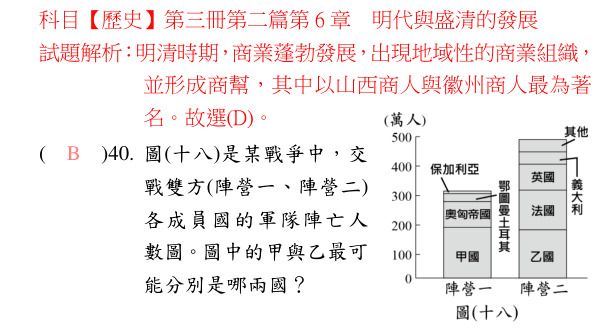 科目【歷史】第三冊第二篇第 6 章　明代與盛清的發展
試題解析：明清時期，商業蓬勃發展，出現地域性的商業組織，
並形成商幫，其中以山西商人與徽州商人最為著
名。故選(D)。
(　B　)40. 圖(十八)是某戰爭中，交
戰雙方(陣營一、陣營二)
各成員國的軍隊陣亡人
數圖。圖中的甲與乙最可
能分別是哪兩國？
(萬人)
500
400
300
200
100
0
保加利亞
鄂圖曼土耳其
奧匈帝國
甲國
陣營一
其他
義大利
英國
法國
乙國
陣營二
圖(十八)